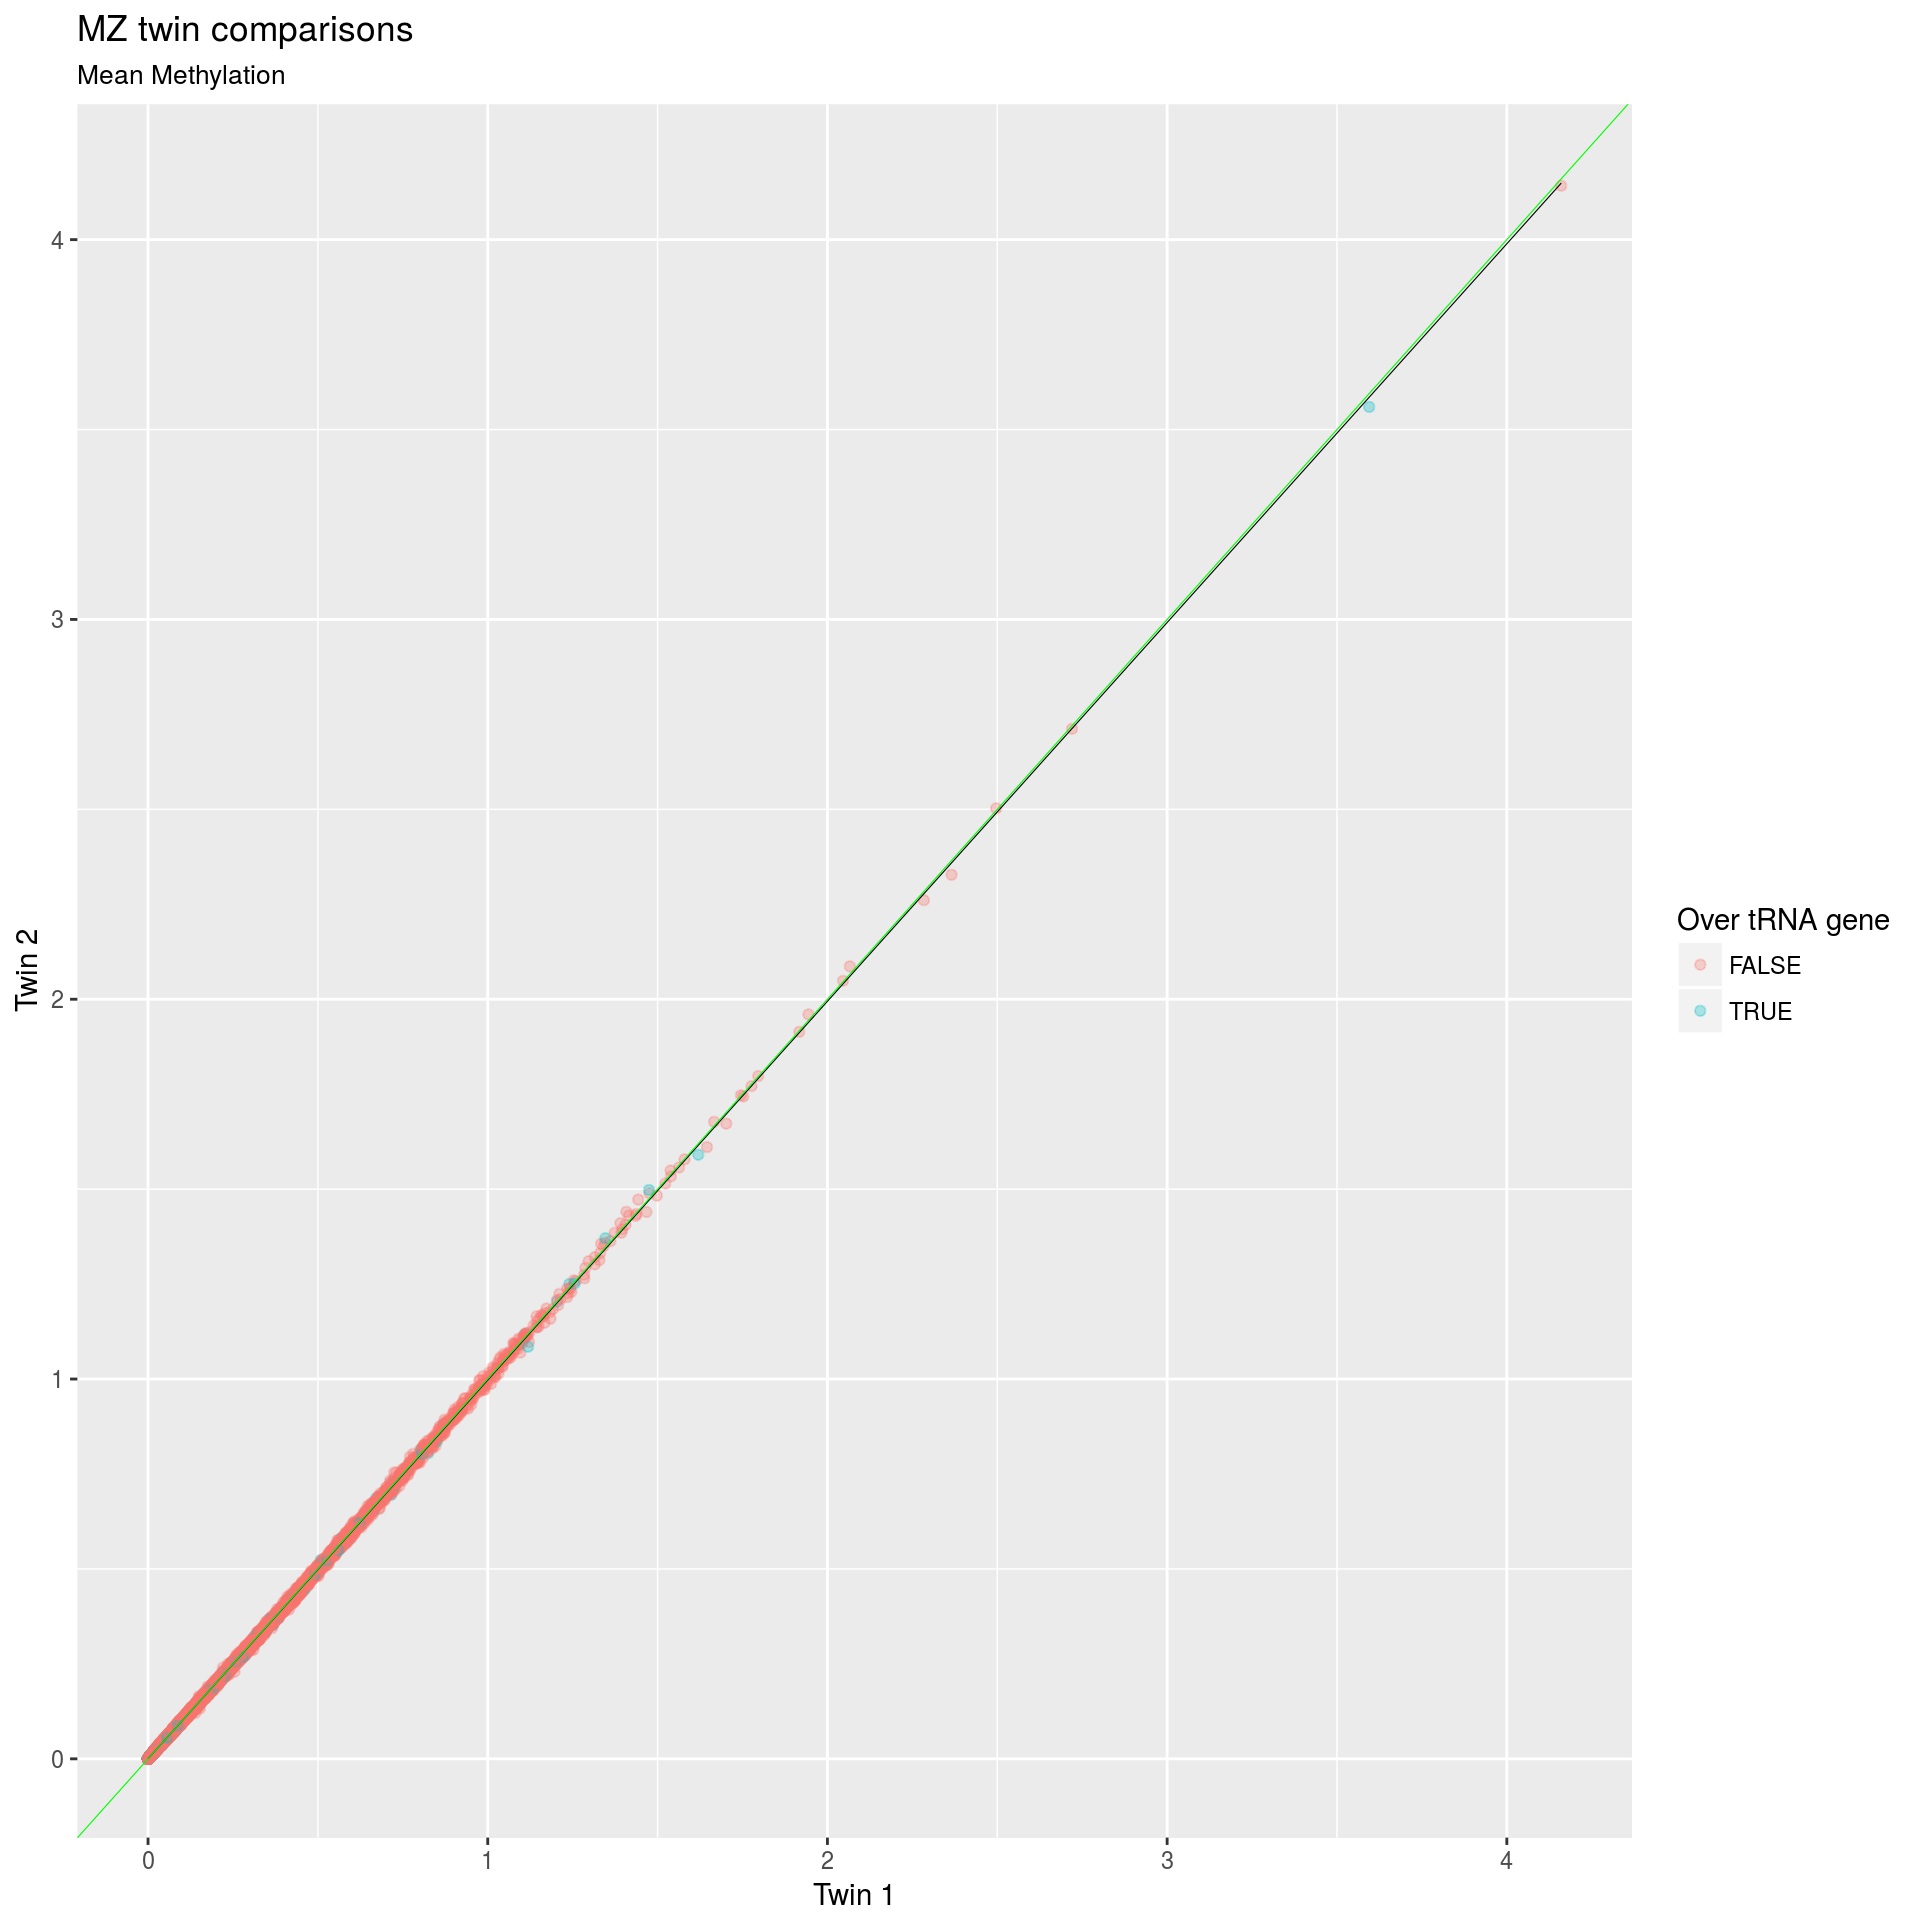 MZ twin comparisons
Mean Methylation
4
3
2
1
0
Twin 2
0 1 2 3 4
Twin 1
Over tRNA gene
FALSE
TRUE